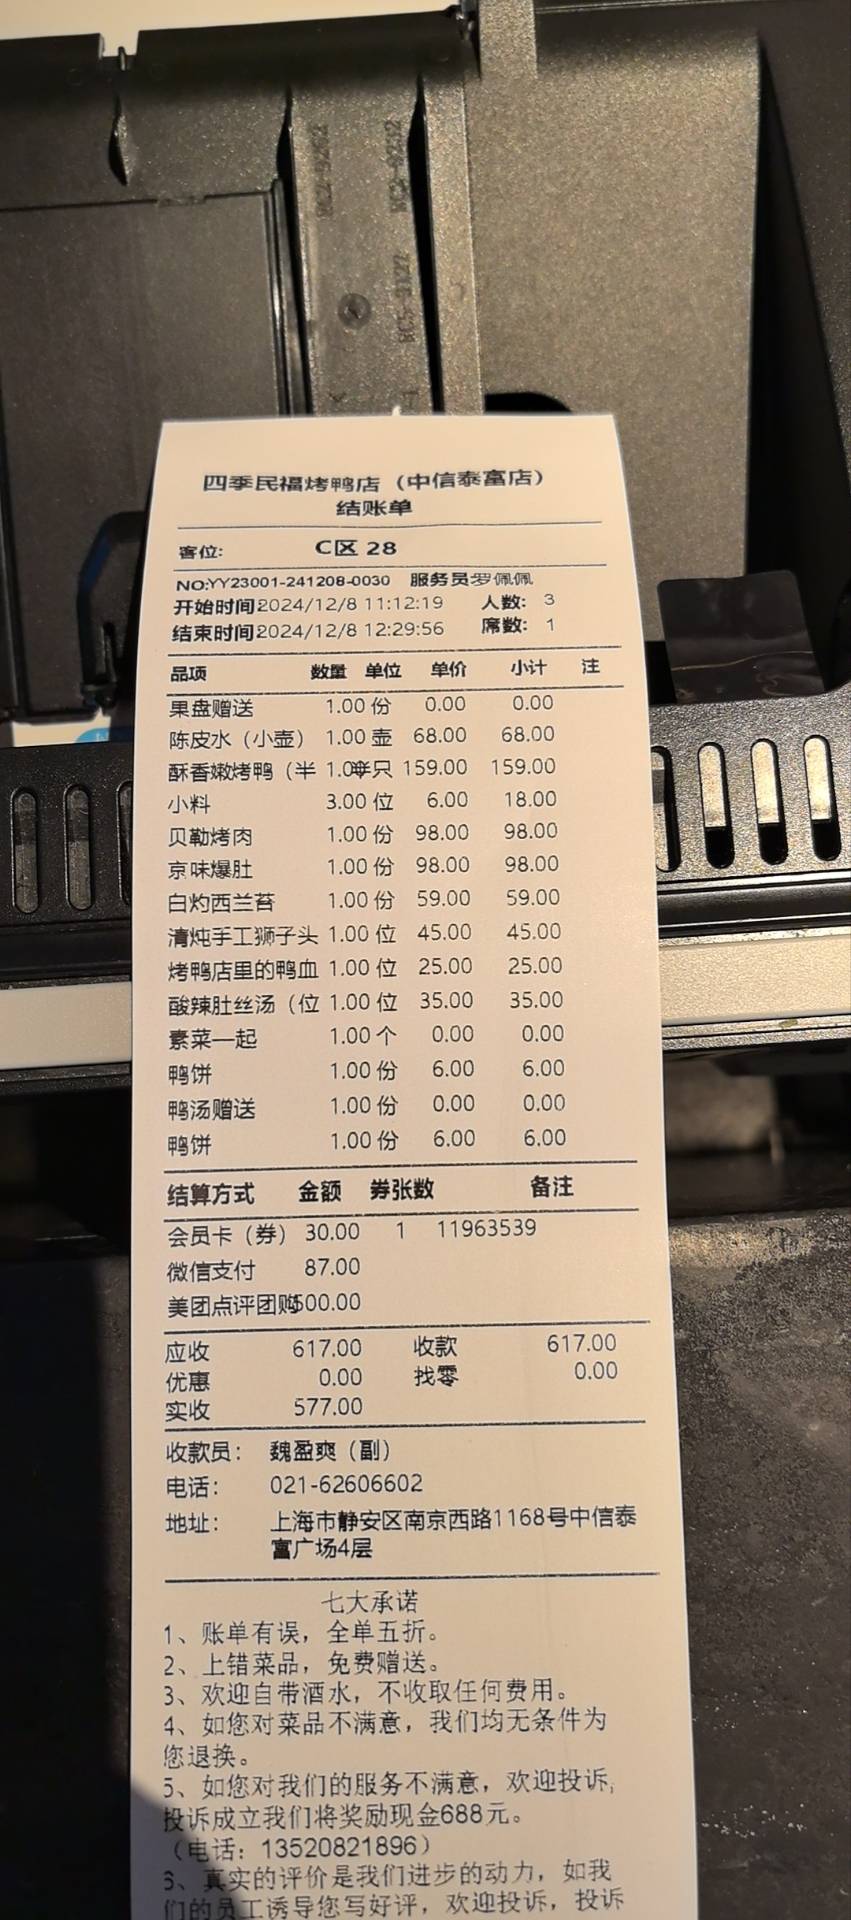 四季民福烤鸭店（中信泰富店）
结账单
客位: C区 28
NO:YY23001-241208-0030 服务员罗佩佩
开始时间2024/12/8 11:12:19 人数: 3
结束时间2024/12/8 12:29:56 席数: 1
品项 数量 单位 单价 小计 注
果盘赠送 1.00 份 0.00 0.00
陈皮水（小壶） 1.00 壶 68.00 68.00
酥香嫩烤鸭（半 1.00 只 159.00 159.00
小料 3.00 位 6.00 18.00
贝勒烤肉 1.00 份 98.00 98.00
京味爆肚 1.00 份 98.00 98.00
白灼西兰苔 1.00 份 59.00 59.00
清炖手工狮子头 1.00 位 45.00 45.00
烤鸭店里的鸭血 1.00 位 25.00 25.00
酸辣肚丝汤（位 1.00 位 35.00 35.00
素菜一起 1.00 个 0.00 0.00
鸭饼 1.00 份 6.00 6.00
鸭汤赠送 1.00 份 0.00 0.00
鸭饼 1.00 份 6.00 6.00
结算方式 金额 券张数 备注
会员卡（券） 30.00 1 11963539
微信支付 87.00
美团点评团购500.00
应收 617.00 收款 617.00
优惠 0.00 找零 0.00
实收 577.00
收款员: 魏盈爽（副）
电话: 021-62606602
地址: 上海市静安区南京西路1168号中信泰
富广场4层
七大承诺
1、账单有误，全单五折。
2、上错菜品，免费赠送。
3、欢迎自带酒水，不收取任何费用。
4、如您对菜品不满意，我们均无条件为
您退换。
5、如您对我们的服务不满意，欢迎投诉,
投诉成立我们将奖励现金688元。
（电话：13520821896）
6、真实的评价是我们进步的动力，如我
们的员工诱导您写好评，欢迎投诉，投诉